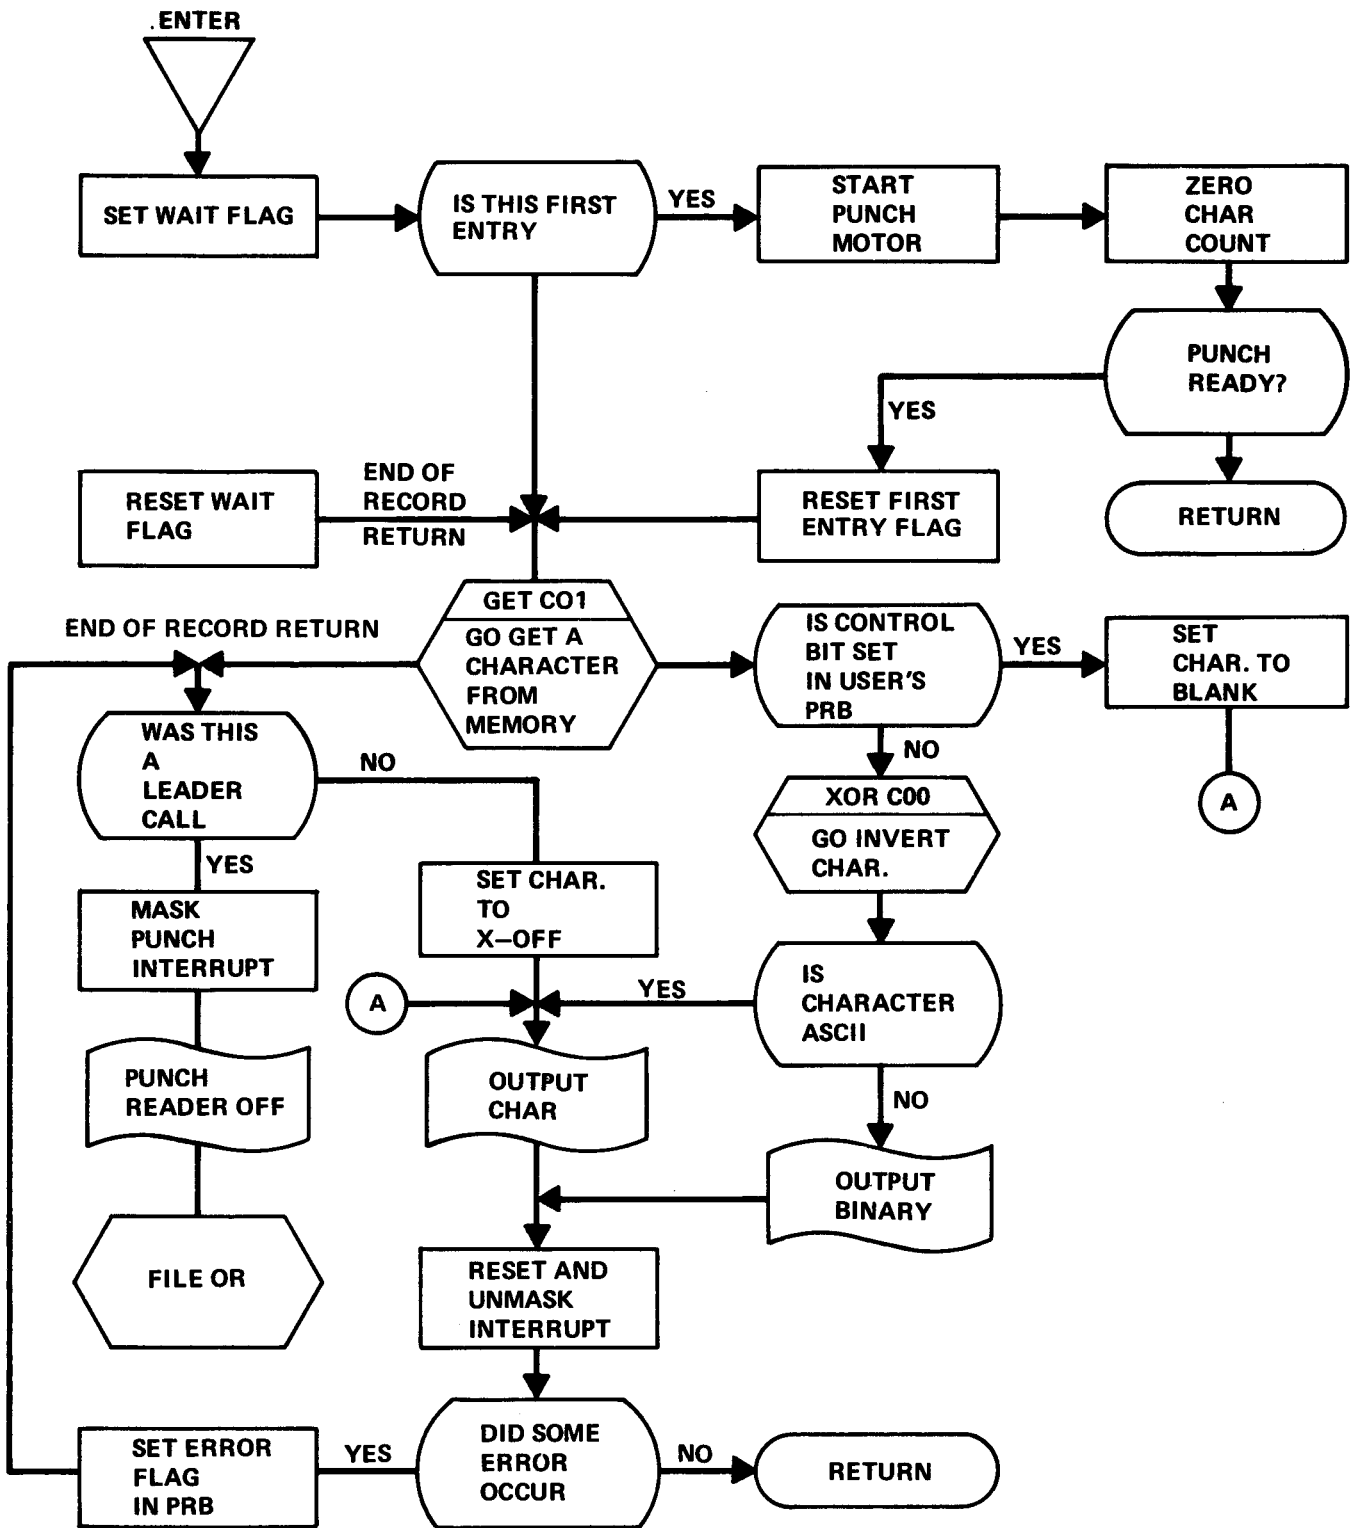 .ENTER
SET WAIT FLAG
IS THIS FIRST
ENTRY
YES
START
PUNCH
MOTOR
ZERO
CHAR
COUNT
PUNCH
READY?
YES
RETURN
RESET WAIT
FLAG
END OF
RECORD
RETURN
RESET FIRST
ENTRY FLAG
GET CO1
GO GET A
CHARACTER
FROM
MEMORY
END OF RECORD RETURN
IS CONTROL
BIT SET
IN USER'S
PRB
YES
SET
CHAR. TO
BLANK
A
NO
XOR C00
GO INVERT
CHAR.
WAS THIS
A
LEADER
CALL
NO
YES
MASK
PUNCH
INTERRUPT
SET CHAR.
TO
X–OFF
A
YES
IS
CHARACTER
ASCII
NO
PUNCH
READER OFF
OUTPUT
CHAR
OUTPUT
BINARY
FILE OR
RESET AND
UNMASK
INTERRUPT
DID SOME
ERROR
OCCUR
YES
SET ERROR
FLAG
IN PRB
NO
RETURN